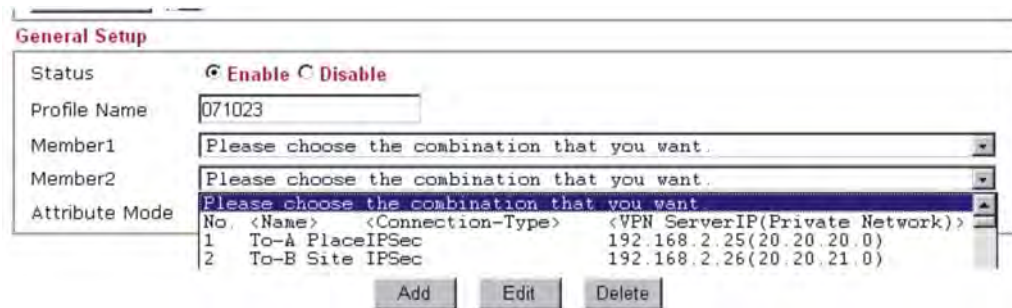 General Setup
Status Enable Disable
Profile Name 071023
Member1 Please choose the combination that you want.
Member2 Please choose the combination that you want.
Please choose the combination that you want.
Attribute Mode
No. <Name> <Connection-Type> <VPN ServerIP(Private Network)>
1 To-A PlaceIPSec 192.168.2.25(20.20.20.0)
2 To-B Site IPSec 192.168.2.26(20.20.21.0)
Add Edit Delete